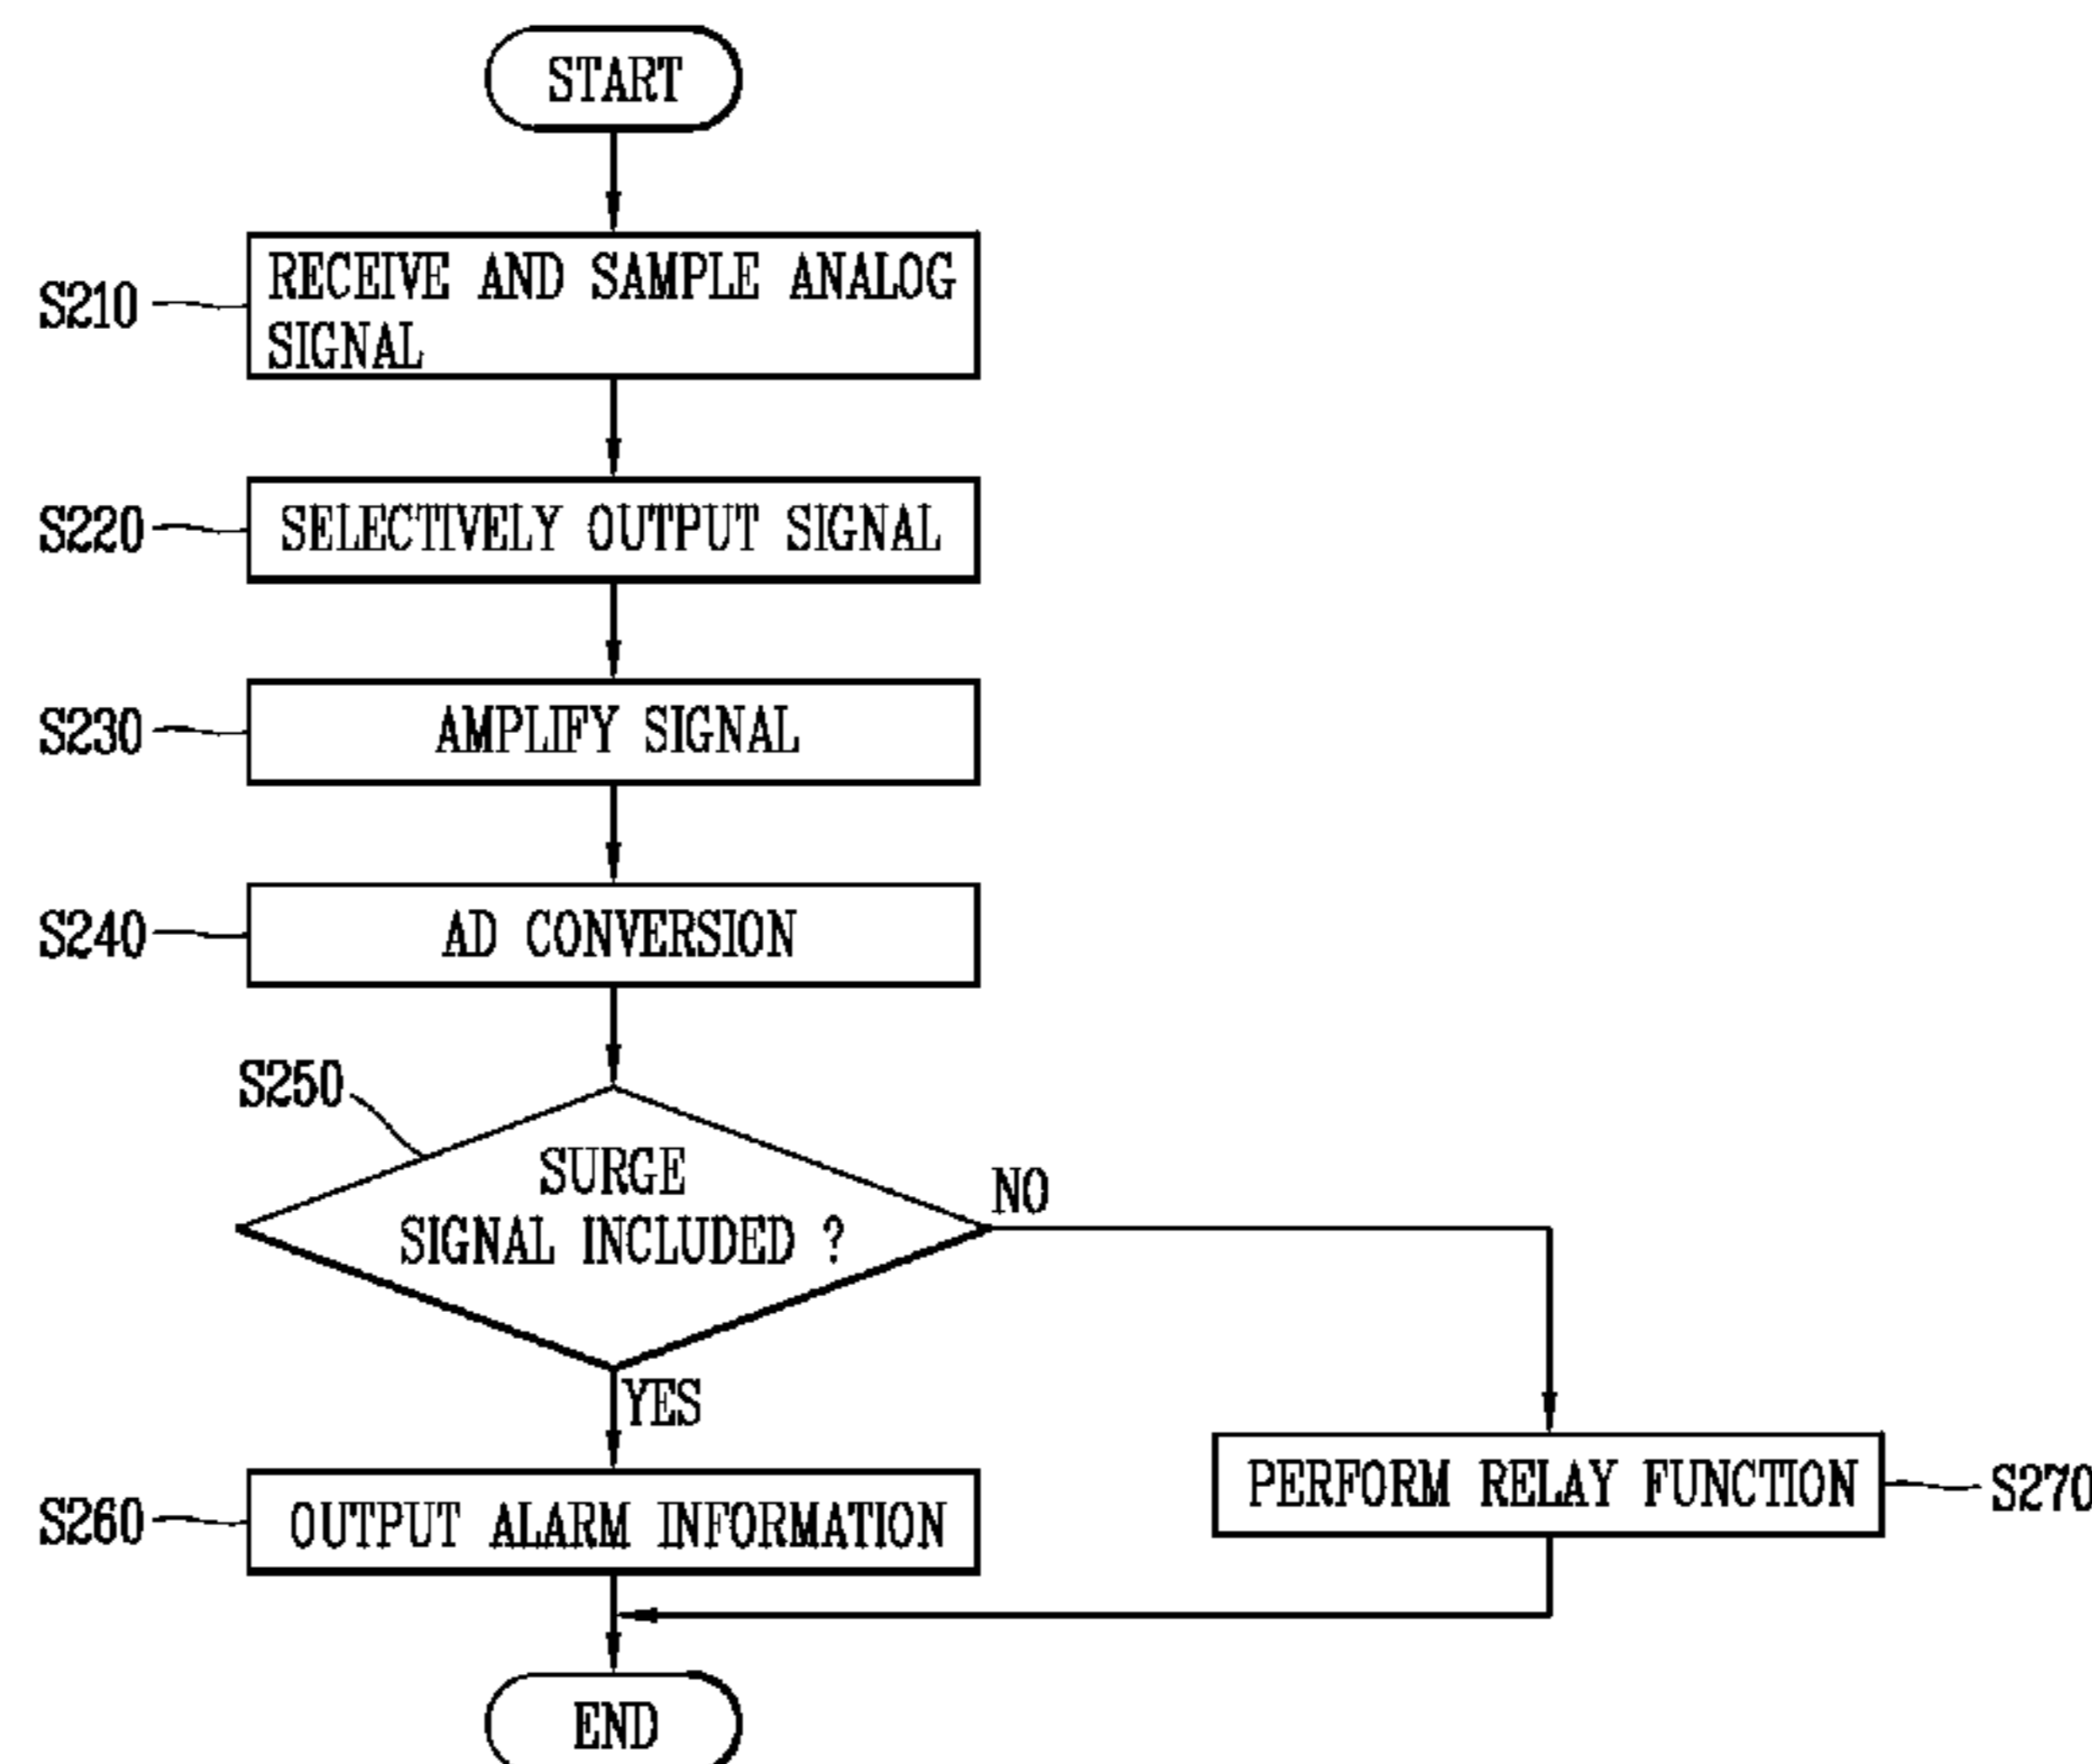 START
S210
RECEIVE AND SAMPLE ANALOG
SIGNAL
S220
SELECTIVELY OUTPUT SIGNAL
S230
AMPLIFY SIGNAL
S240
AD CONVERSION
S250
SURGE
SIGNAL INCLUDED ?
NO
YES
S260
OUTPUT ALARM INFORMATION
PERFORM RELAY FUNCTION
S270
END